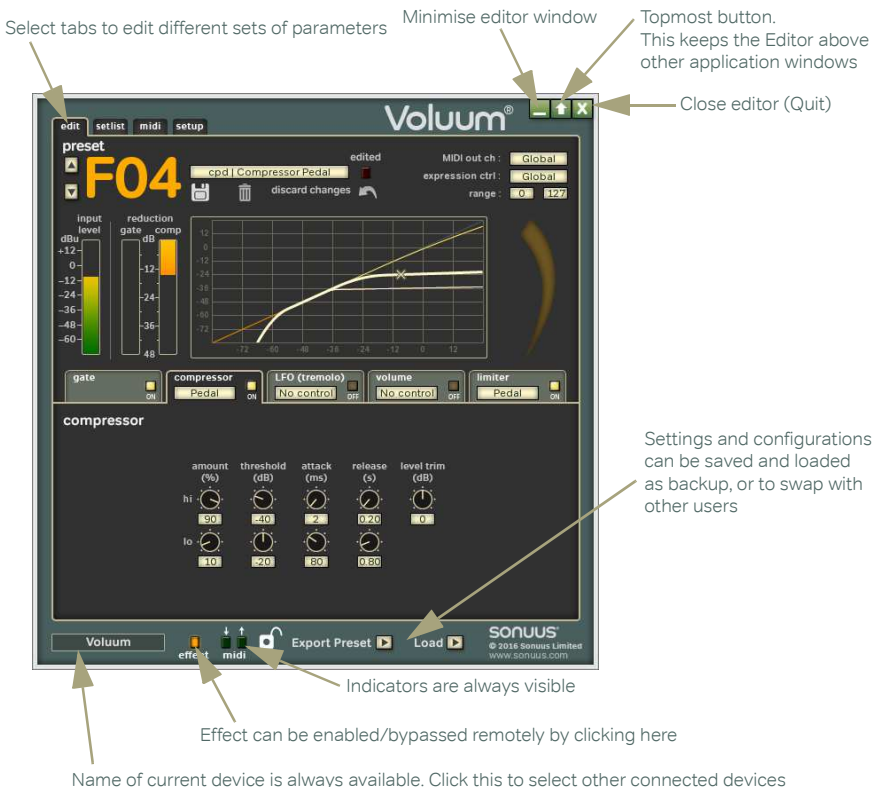 Select tabs to edit different sets of parameters
Minimise editor window
Topmost button.
This keeps the Editor above
other application windows
Close editor (Quit)
Voluum®
edit setlist midi setup
preset
F04
cpd | Compressor Pedal
edited
discard changes
MIDI out ch : Global
expression ctrl : Global
range : 0 127
input level
dBu
+12
0
-12
-24
-36
-48
-60
reduction
gate dB comp
-12
-24
-36
48
12
0
-12
-24
-36
-48
-60
-72
-72 -60 -48 -36 -24 -12 0 12
gate ON
compressor Pedal ON
LFO (tremolo) No control OFF
volume No control OFF
limiter Pedal ON
compressor
amount (%) threshold (dB) attack (ms) release (s) level trim (dB)
hi
90 -40 2 0.20 0
lo
10 -20 80 0.80
Settings and configurations
can be saved and loaded
as backup, or to swap with
other users
Voluum
effect
midi
Export Preset
Load
sonuus®
© 2016 Sonuus Limited
www.sonuus.com
Indicators are always visible
Effect can be enabled/bypassed remotely by clicking here
Name of current device is always available. Click this to select other connected devices